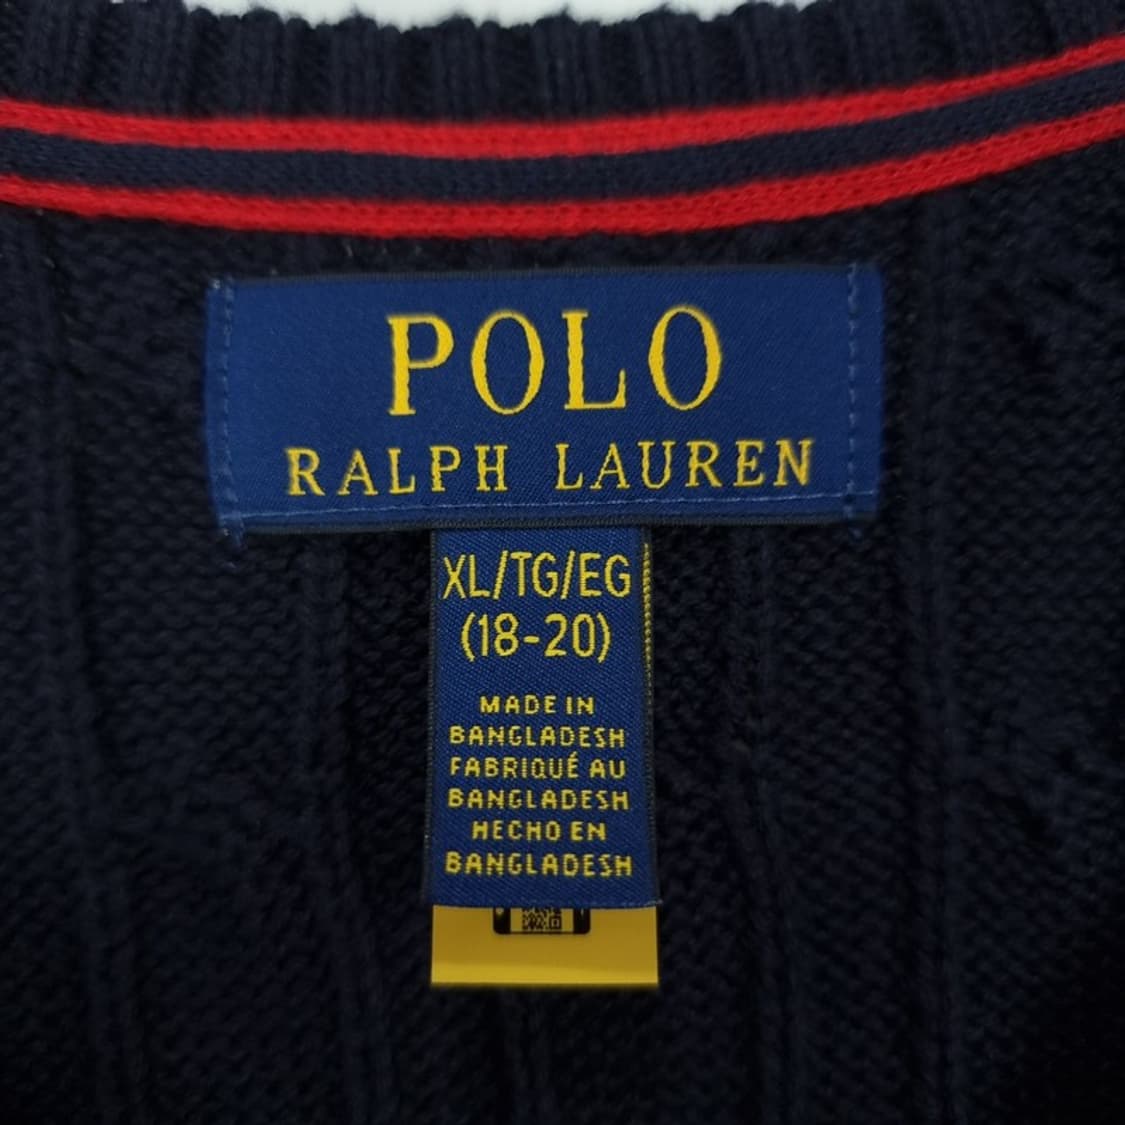 POLO
RALPH LAUREN
XL/TG/EG
(18-20)
MADE IN
BANGLADESH
FABRIQUÉ AU
BANGLADESH
HECHO EN
BANGLADESH